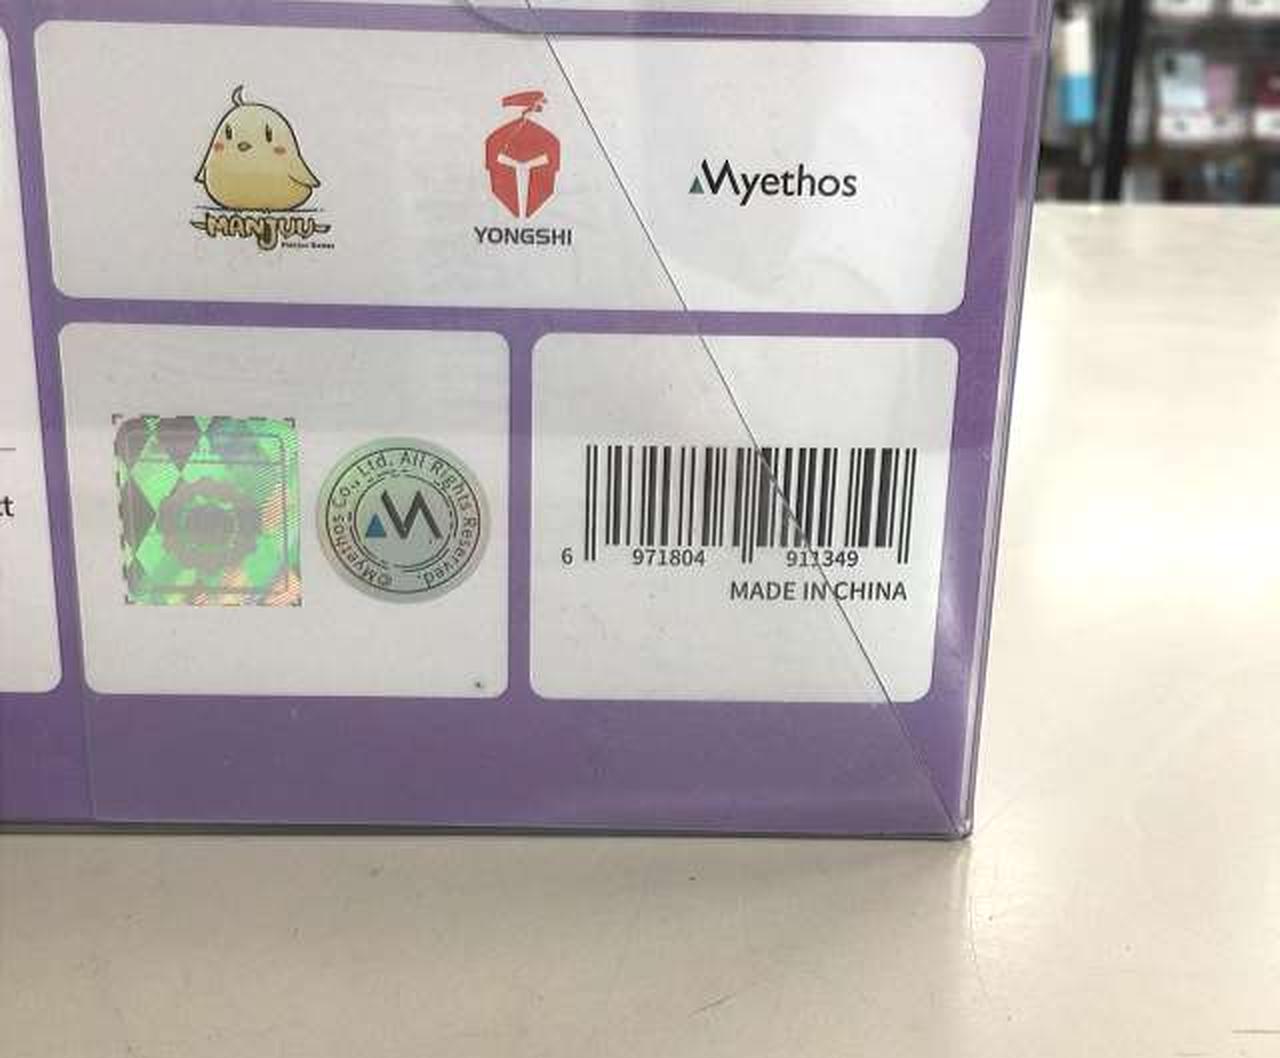 MANJUU
YONGSHI
Myethos
©Myethos Co., Ltd. All Rights Reserved.
6 971804 911349
MADE IN CHINA